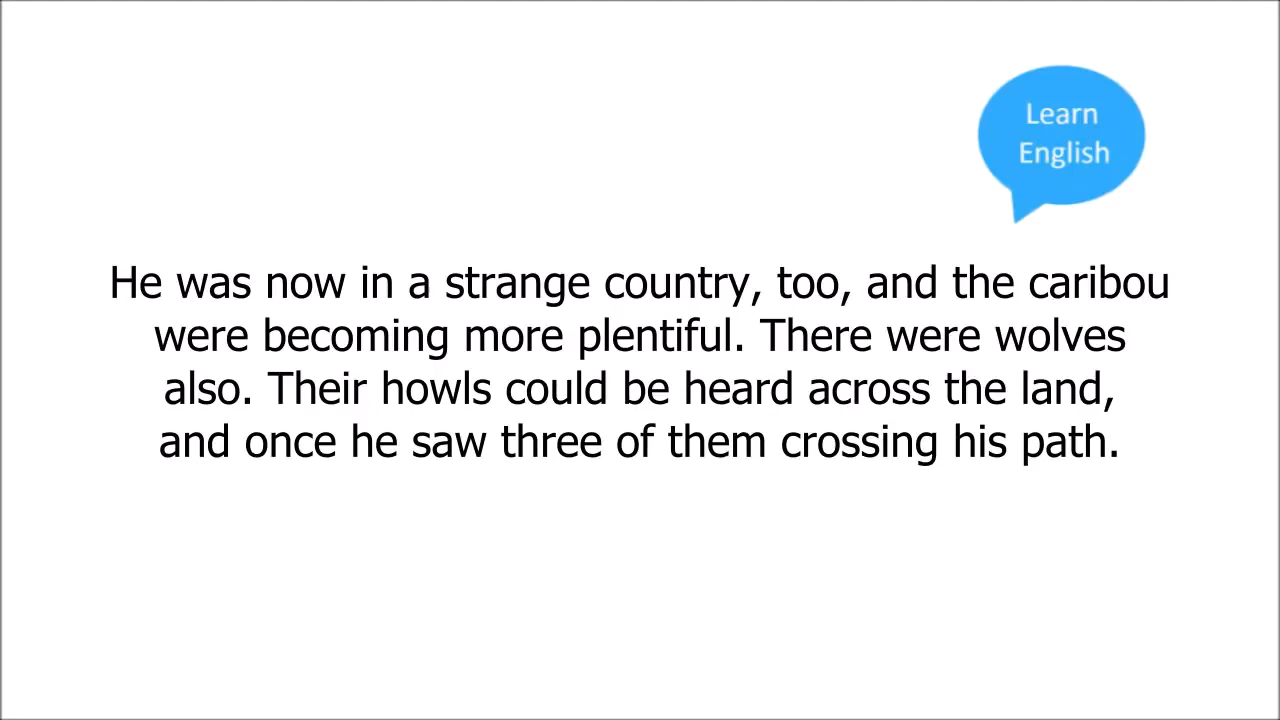 Learn
English
He was now in a strange country, too, and the caribou
were becoming more plentiful. There were wolves
also. Their howls could be heard across the land,
and once he saw three of them crossing his path.